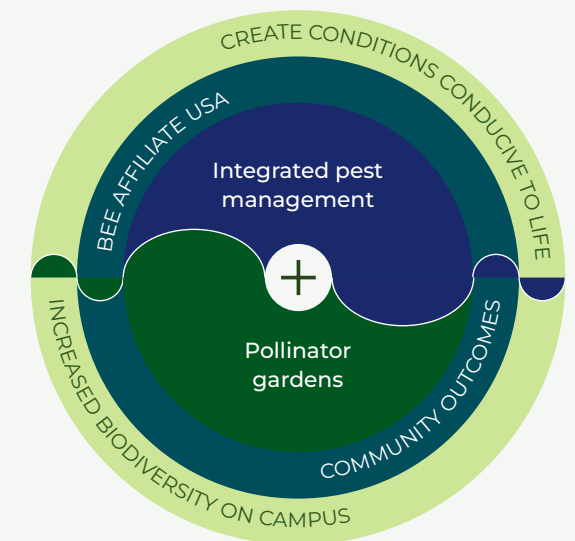 CREATE CONDITIONS CONDUCIVE TO LIFE
BEE AFFILIATE USA
Integrated pest
management
+
Pollinator
gardens
COMMUNITY OUTCOMES
INCREASED BIODIVERSITY ON CAMPUS